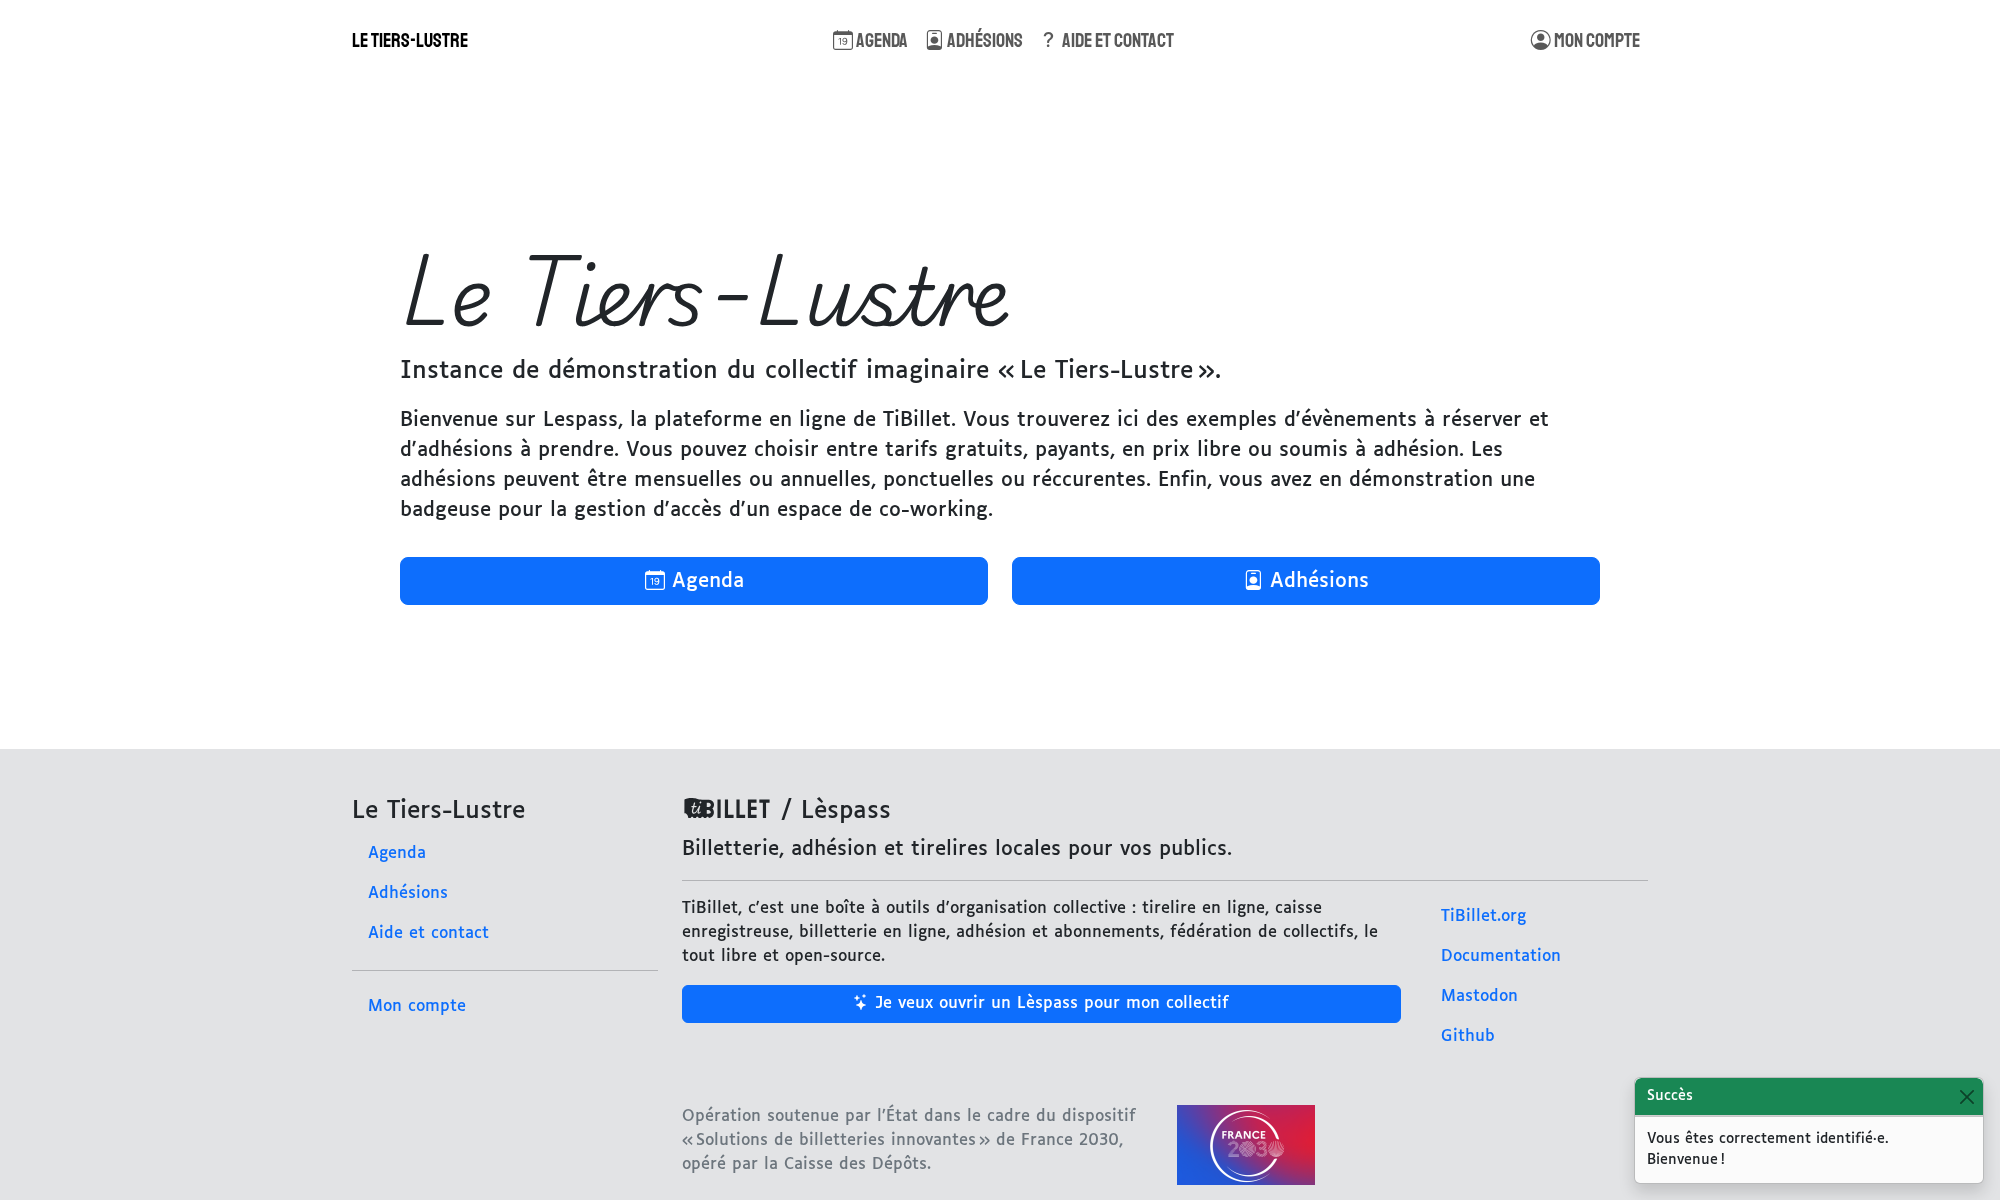 LE TIERS-LUSTRE
19 AGENDA
ADHÉSIONS
? AIDE ET CONTACT
MON COMPTE
Le Tiers-Lustre
Instance de démonstration du collectif imaginaire « Le Tiers-Lustre ».
Bienvenue sur Lespass, la plateforme en ligne de TiBillet. Vous trouverez ici des exemples d'évènements à réserver et
d'adhésions à prendre. Vous pouvez choisir entre tarifs gratuits, payants, en prix libre ou soumis à adhésion. Les
adhésions peuvent être mensuelles ou annuelles, ponctuelles ou réccurentes. Enfin, vous avez en démonstration une
badgeuse pour la gestion d'accès d'un espace de co-working.
19 Agenda
Adhésions
Le Tiers-Lustre
Agenda
Adhésions
Aide et contact
Mon compte
TiBILLET / Lèspass
Billetterie, adhésion et tirelires locales pour vos publics.
TiBillet, c'est une boîte à outils d'organisation collective : tirelire en ligne, caisse
enregistreuse, billetterie en ligne, adhésion et abonnements, fédération de collectifs, le
tout libre et open-source.
Je veux ouvrir un Lèspass pour mon collectif
TiBillet.org
Documentation
Mastodon
Github
Opération soutenue par l'État dans le cadre du dispositif
« Solutions de billetteries innovantes » de France 2030,
opéré par la Caisse des Dépôts.
FRANCE
2030
Succès
Vous êtes correctement identifié·e.
Bienvenue !